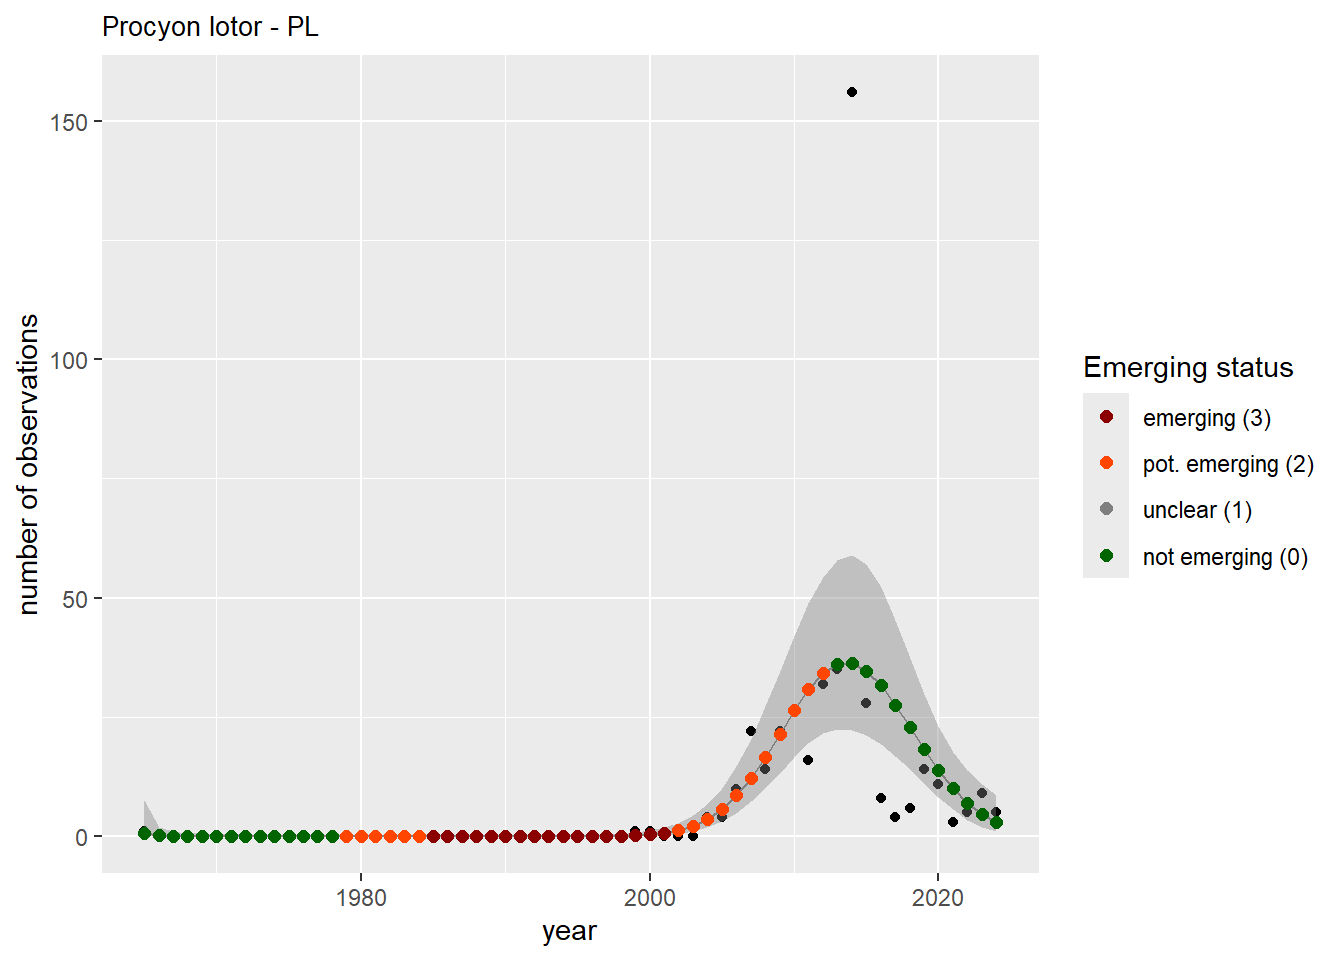 Procyon lotor - PL
150
100
50
0
number of observations
1980
2000
2020
year
Emerging status
emerging (3)
pot. emerging (2)
unclear (1)
not emerging (0)